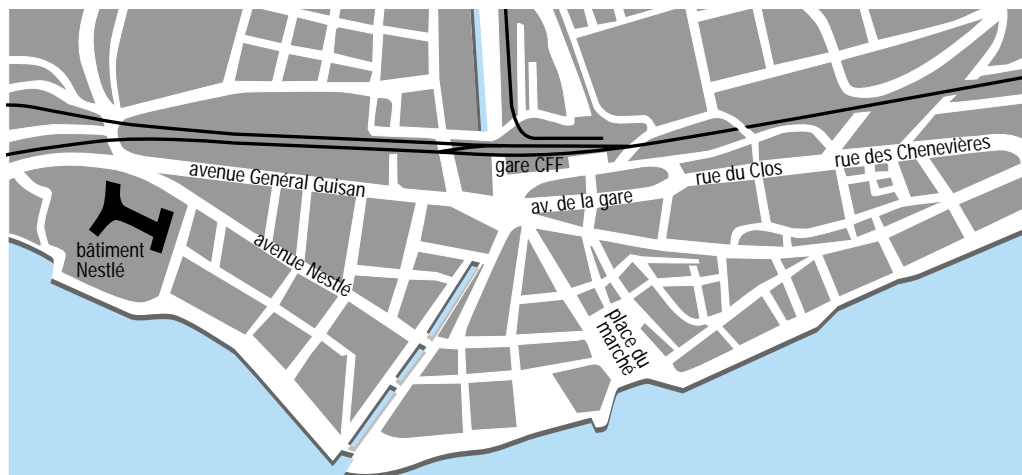 gare CFF
rue des Chenevières
avenue Général Guisan
rue du Clos
av. de la gare
bâtiment
Nestlé
avenue Nestlé
place du
marché